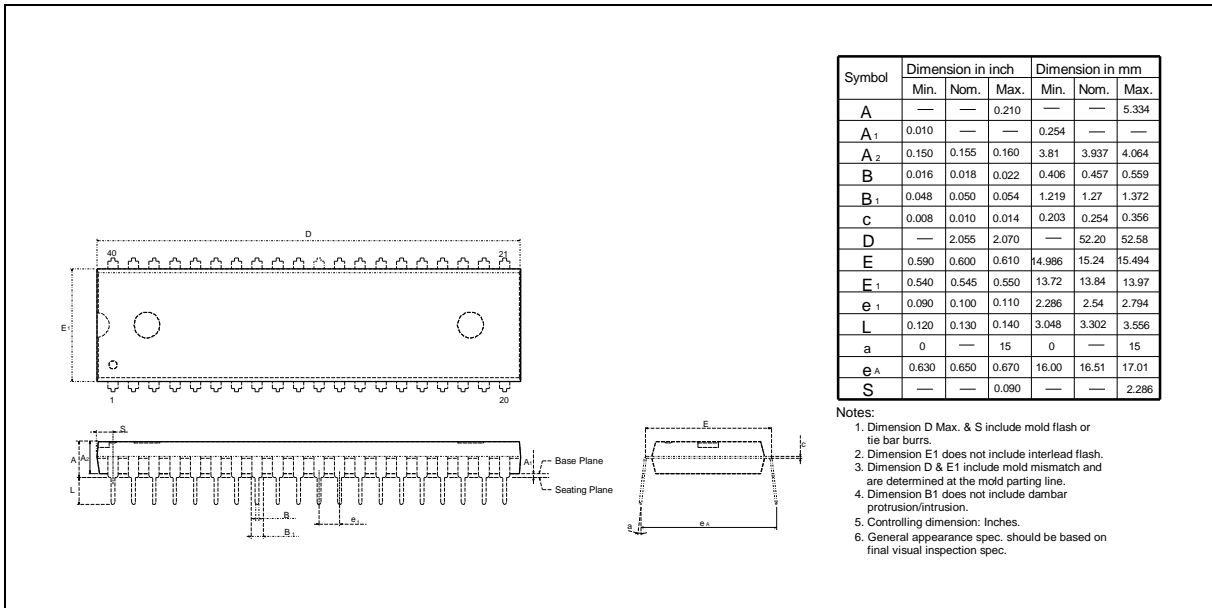 Symbol Dimension in inch Dimension in mm
Min. Nom. Max. Min. Nom. Max.
A — — 0.210 — — 5.334
A1 0.010 — — 0.254 — —
A2 0.150 0.155 0.160 3.81 3.937 4.064
B 0.016 0.018 0.022 0.406 0.457 0.559
B1 0.048 0.050 0.054 1.219 1.27 1.372
c 0.008 0.010 0.014 0.203 0.254 0.356
D — 2.055 2.070 — 52.20 52.58
E 0.590 0.600 0.610 14.986 15.24 15.494
E1 0.540 0.545 0.550 13.72 13.84 13.97
e1 0.090 0.100 0.110 2.286 2.54 2.794
L 0.120 0.130 0.140 3.048 3.302 3.556
a 0 — 15 0 — 15
eA 0.630 0.650 0.670 16.00 16.51 17.01
S — — 0.090 — — 2.286
Notes:
1. Dimension D Max. & S include mold flash or
tie bar burrs.
2. Dimension E1 does not include interlead flash.
3. Dimension D & E1 include mold mismatch and
are determined at the mold parting line.
4. Dimension B1 does not include dambar
protrusion/intrusion.
5. Controlling dimension: Inches.
6. General appearance spec. should be based on
final visual inspection spec.
D
40 21
E1
1 20
S
A A2
A1
Base Plane
L
Seating Plane
B
e1
B1
E
c
a
eA